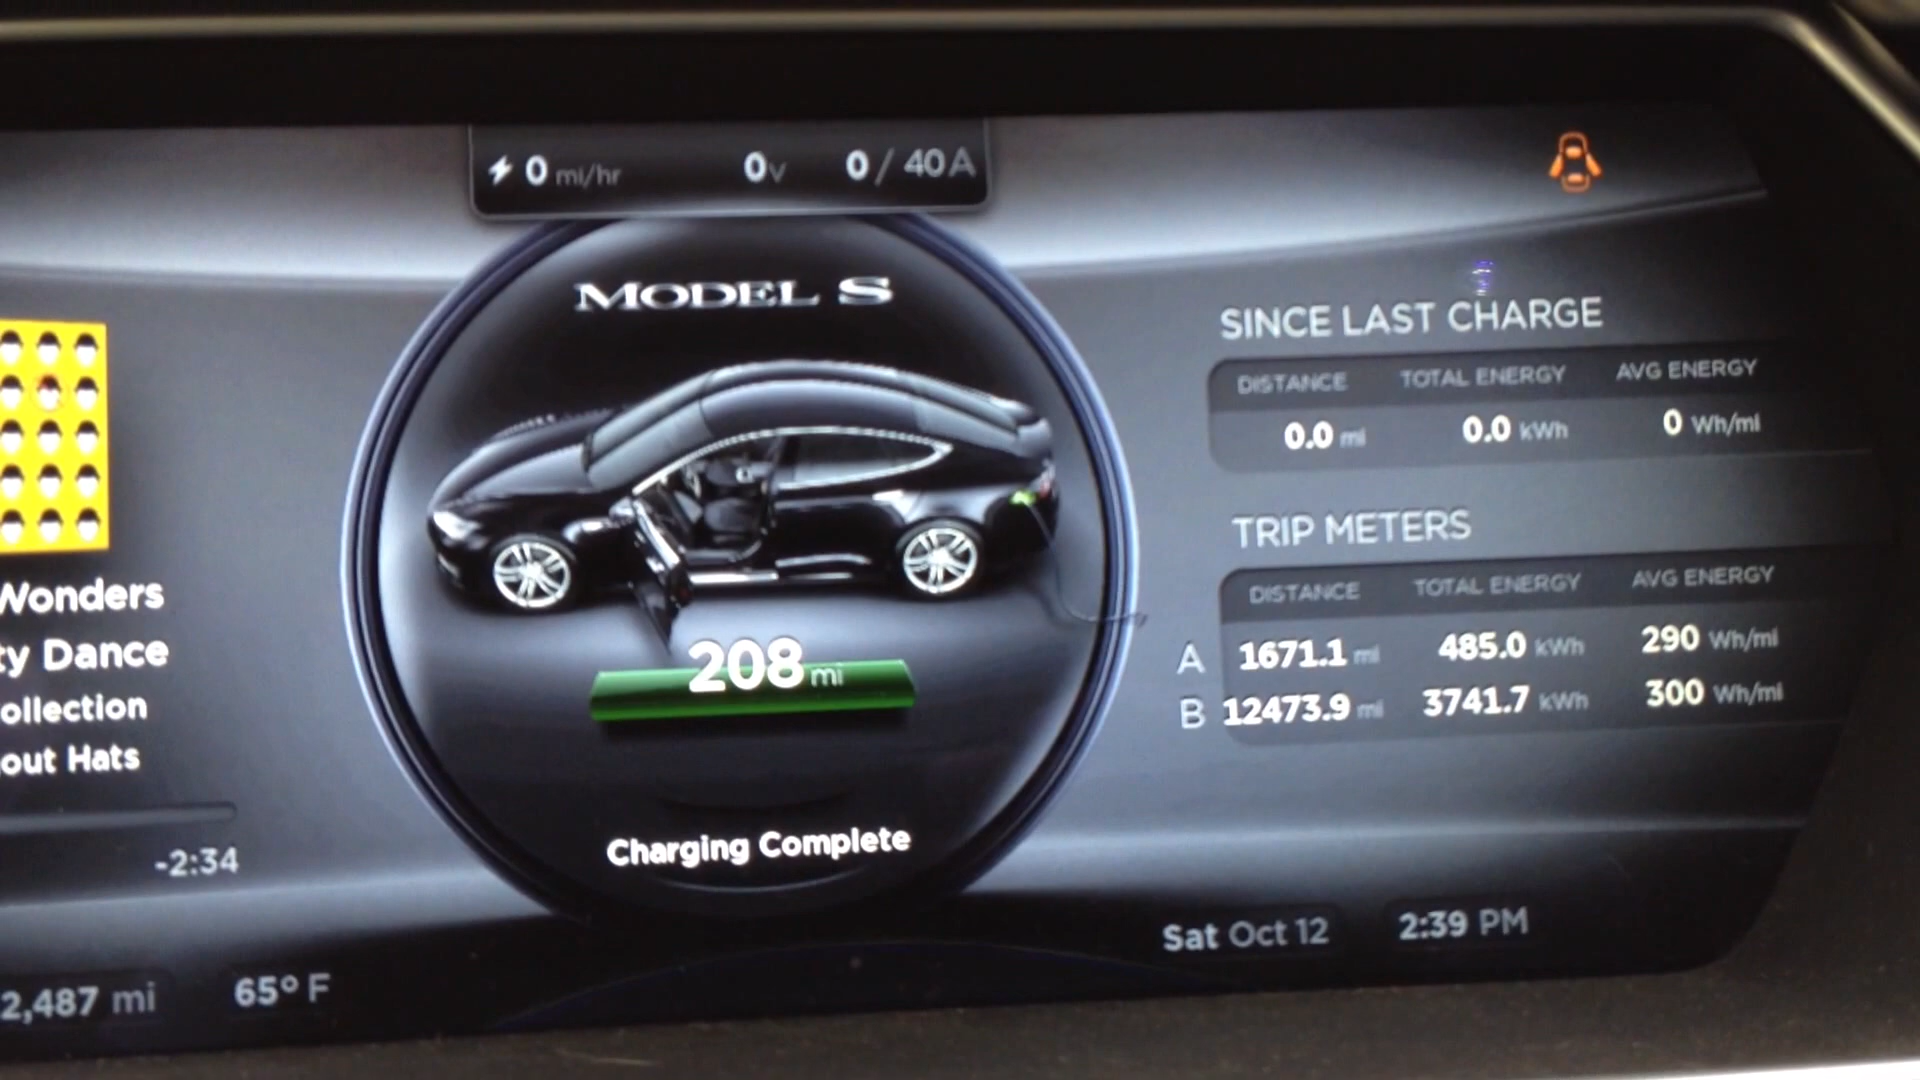 0 mi/hr 0V 0 / 40A
MODEL S
SINCE LAST CHARGE
DISTANCE TOTAL ENERGY AVG ENERGY
0.0 mi 0.0 kWh 0 Wh/mi
TRIP METERS
DISTANCE TOTAL ENERGY AVG ENERGY
A 1671.1 mi 485.0 kWh 290 Wh/mi
B 12473.9 mi 3741.7 kWh 300 Wh/mi
Wonders
ty Dance
ollection
out Hats
-2:34
208 mi
Charging Complete
Sat Oct 12 2:39 PM
2,487 mi 65° F